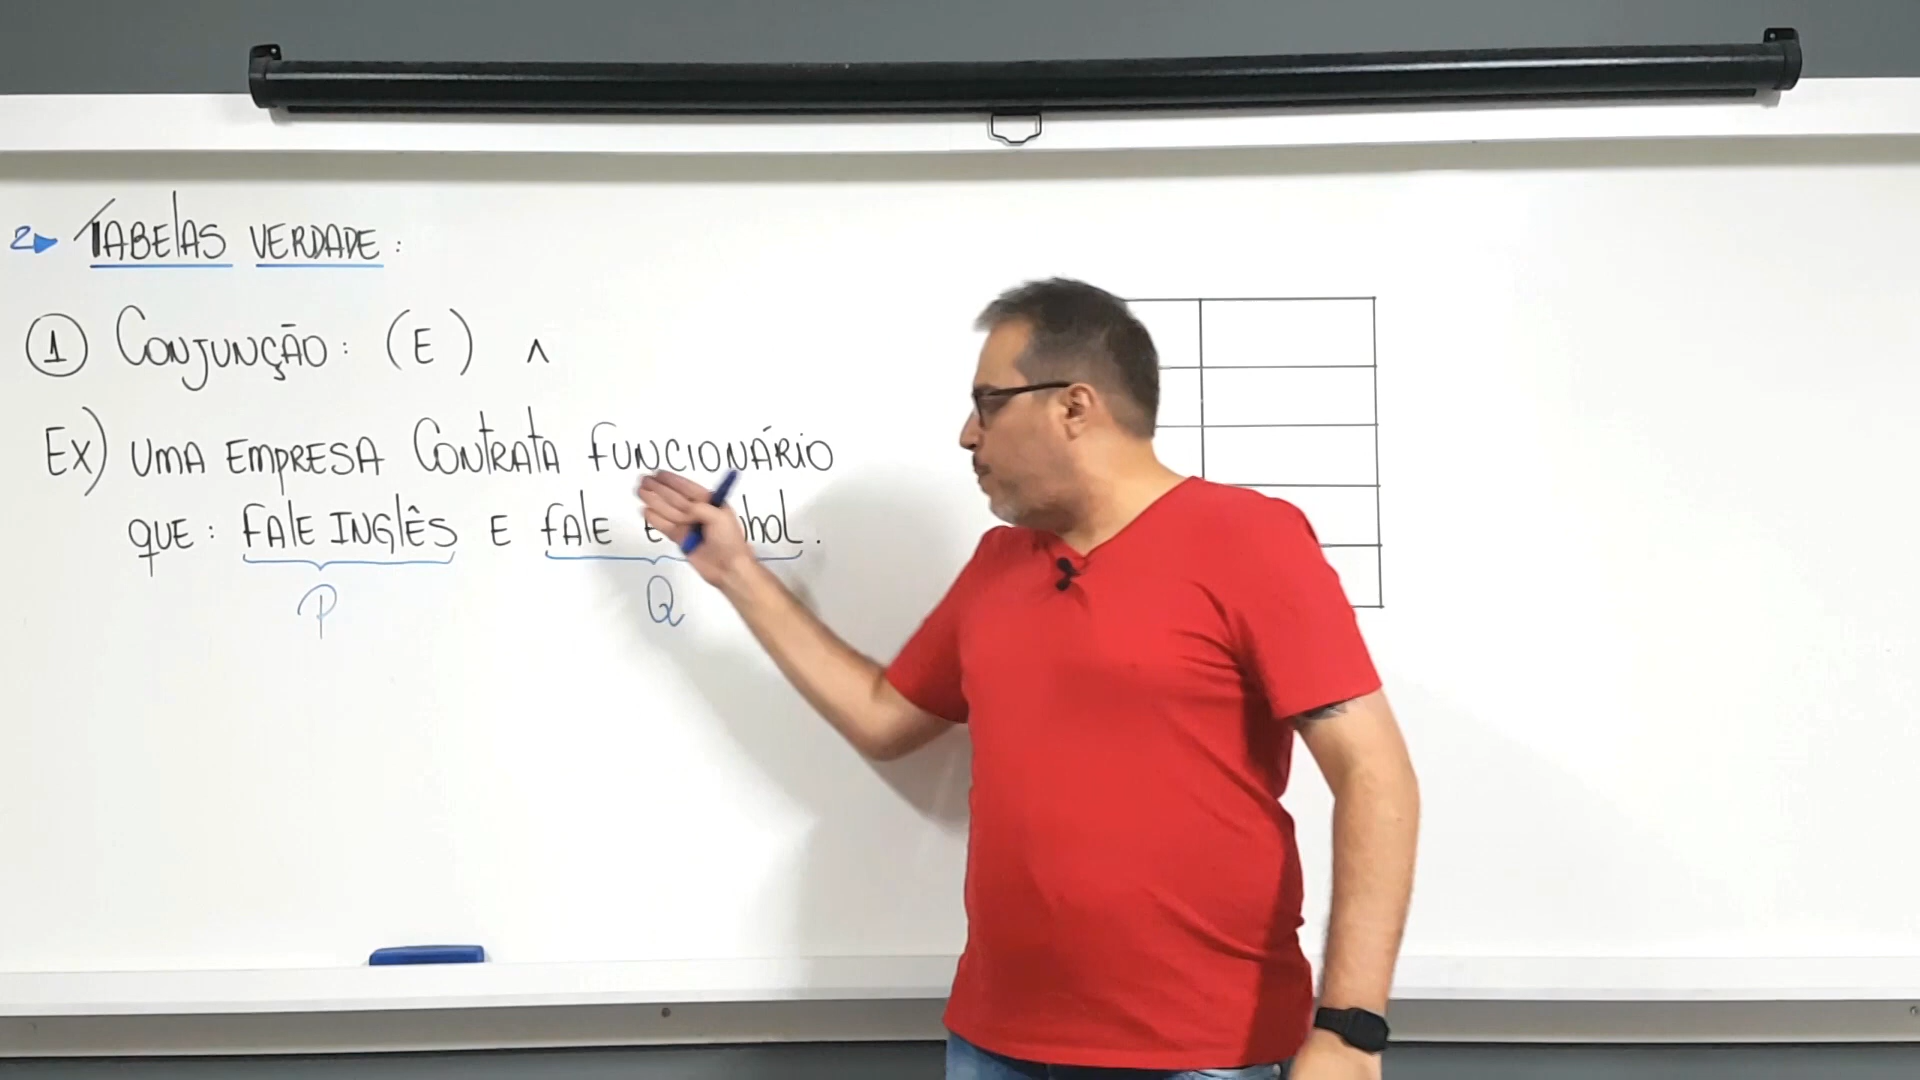 2► TABELAS VERDADE:
① CONJUNÇÃO: (E) ∧
Ex) UMA EMPRESA CONTRATA FUNCIONÁRIO
QUE: FALE INGLÊS E FALE
P Q